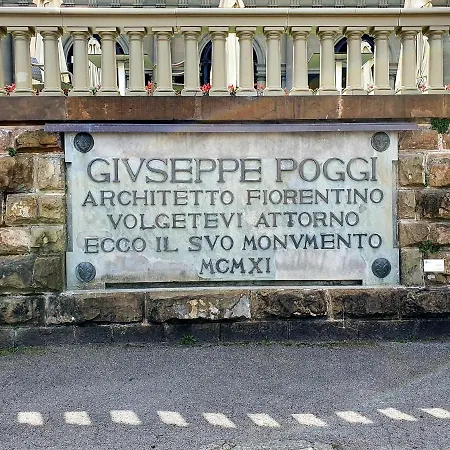 GIVSEPPE POGGI
ARCHITETTO FIORENTINO
VOLGETEVI ATTORNO
ECCO IL SVO MONVMENTO
MCMXI